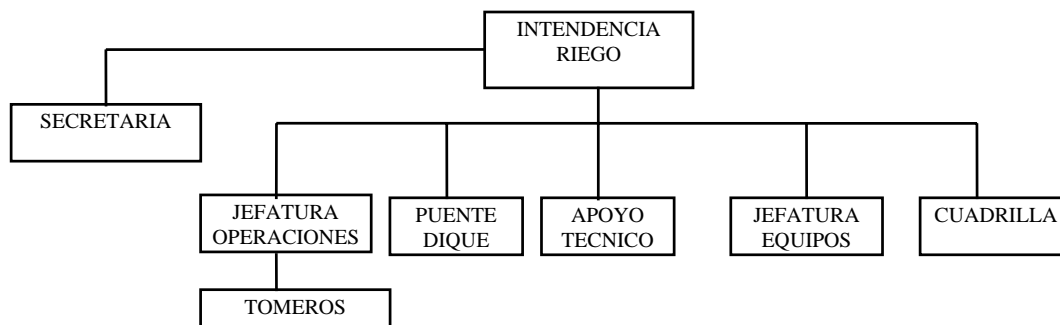 INTENDENCIA
RIEGO
SECRETARIA
JEFATURA
OPERACIONES
PUENTE
DIQUE
APOYO
TECNICO
JEFATURA
EQUIPOS
CUADRILLA
TOMEROS